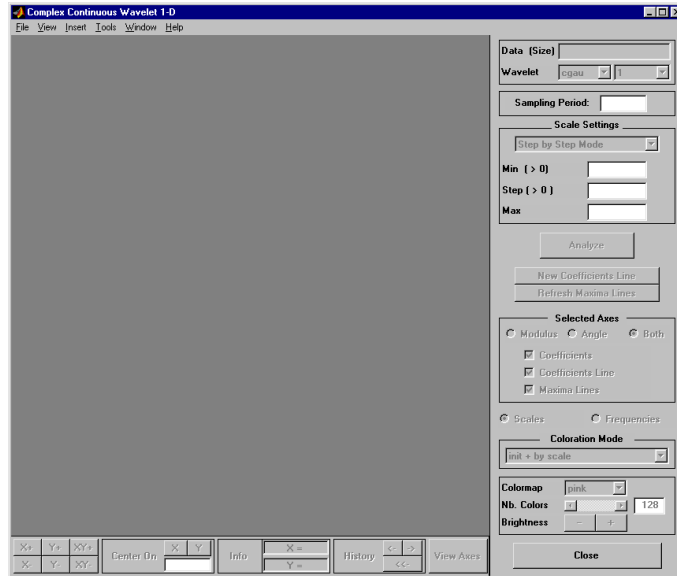 Complex Continuous Wavelet 1-D
File View Insert Tools Window Help
Data (Size)
Wavelet cgau 1
Sampling Period:
Scale Settings
Step by Step Mode
Min ( > 0)
Step ( > 0 )
Max
Analyze
New Coefficients Line
Refresh Maxima Lines
Selected Axes
Modulus Angle Both
Coefficients
Coefficients Line
Maxima Lines
Scales Frequencies
Coloration Mode
init + by scale
Colormap pink
Nb. Colors 128
Brightness - +
X+ Y+ XY+
X- Y- XY-
Center On X Y
Info X =
Y =
History <- ->
<<-
View Axes
Close